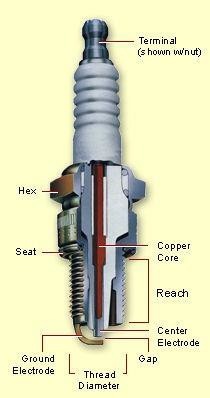 Terminal
(shown w/nut)
Hex
Seat
Copper
Core
Reach
Center
Electrode
Ground
Electrode
Gap
Thread
Diameter